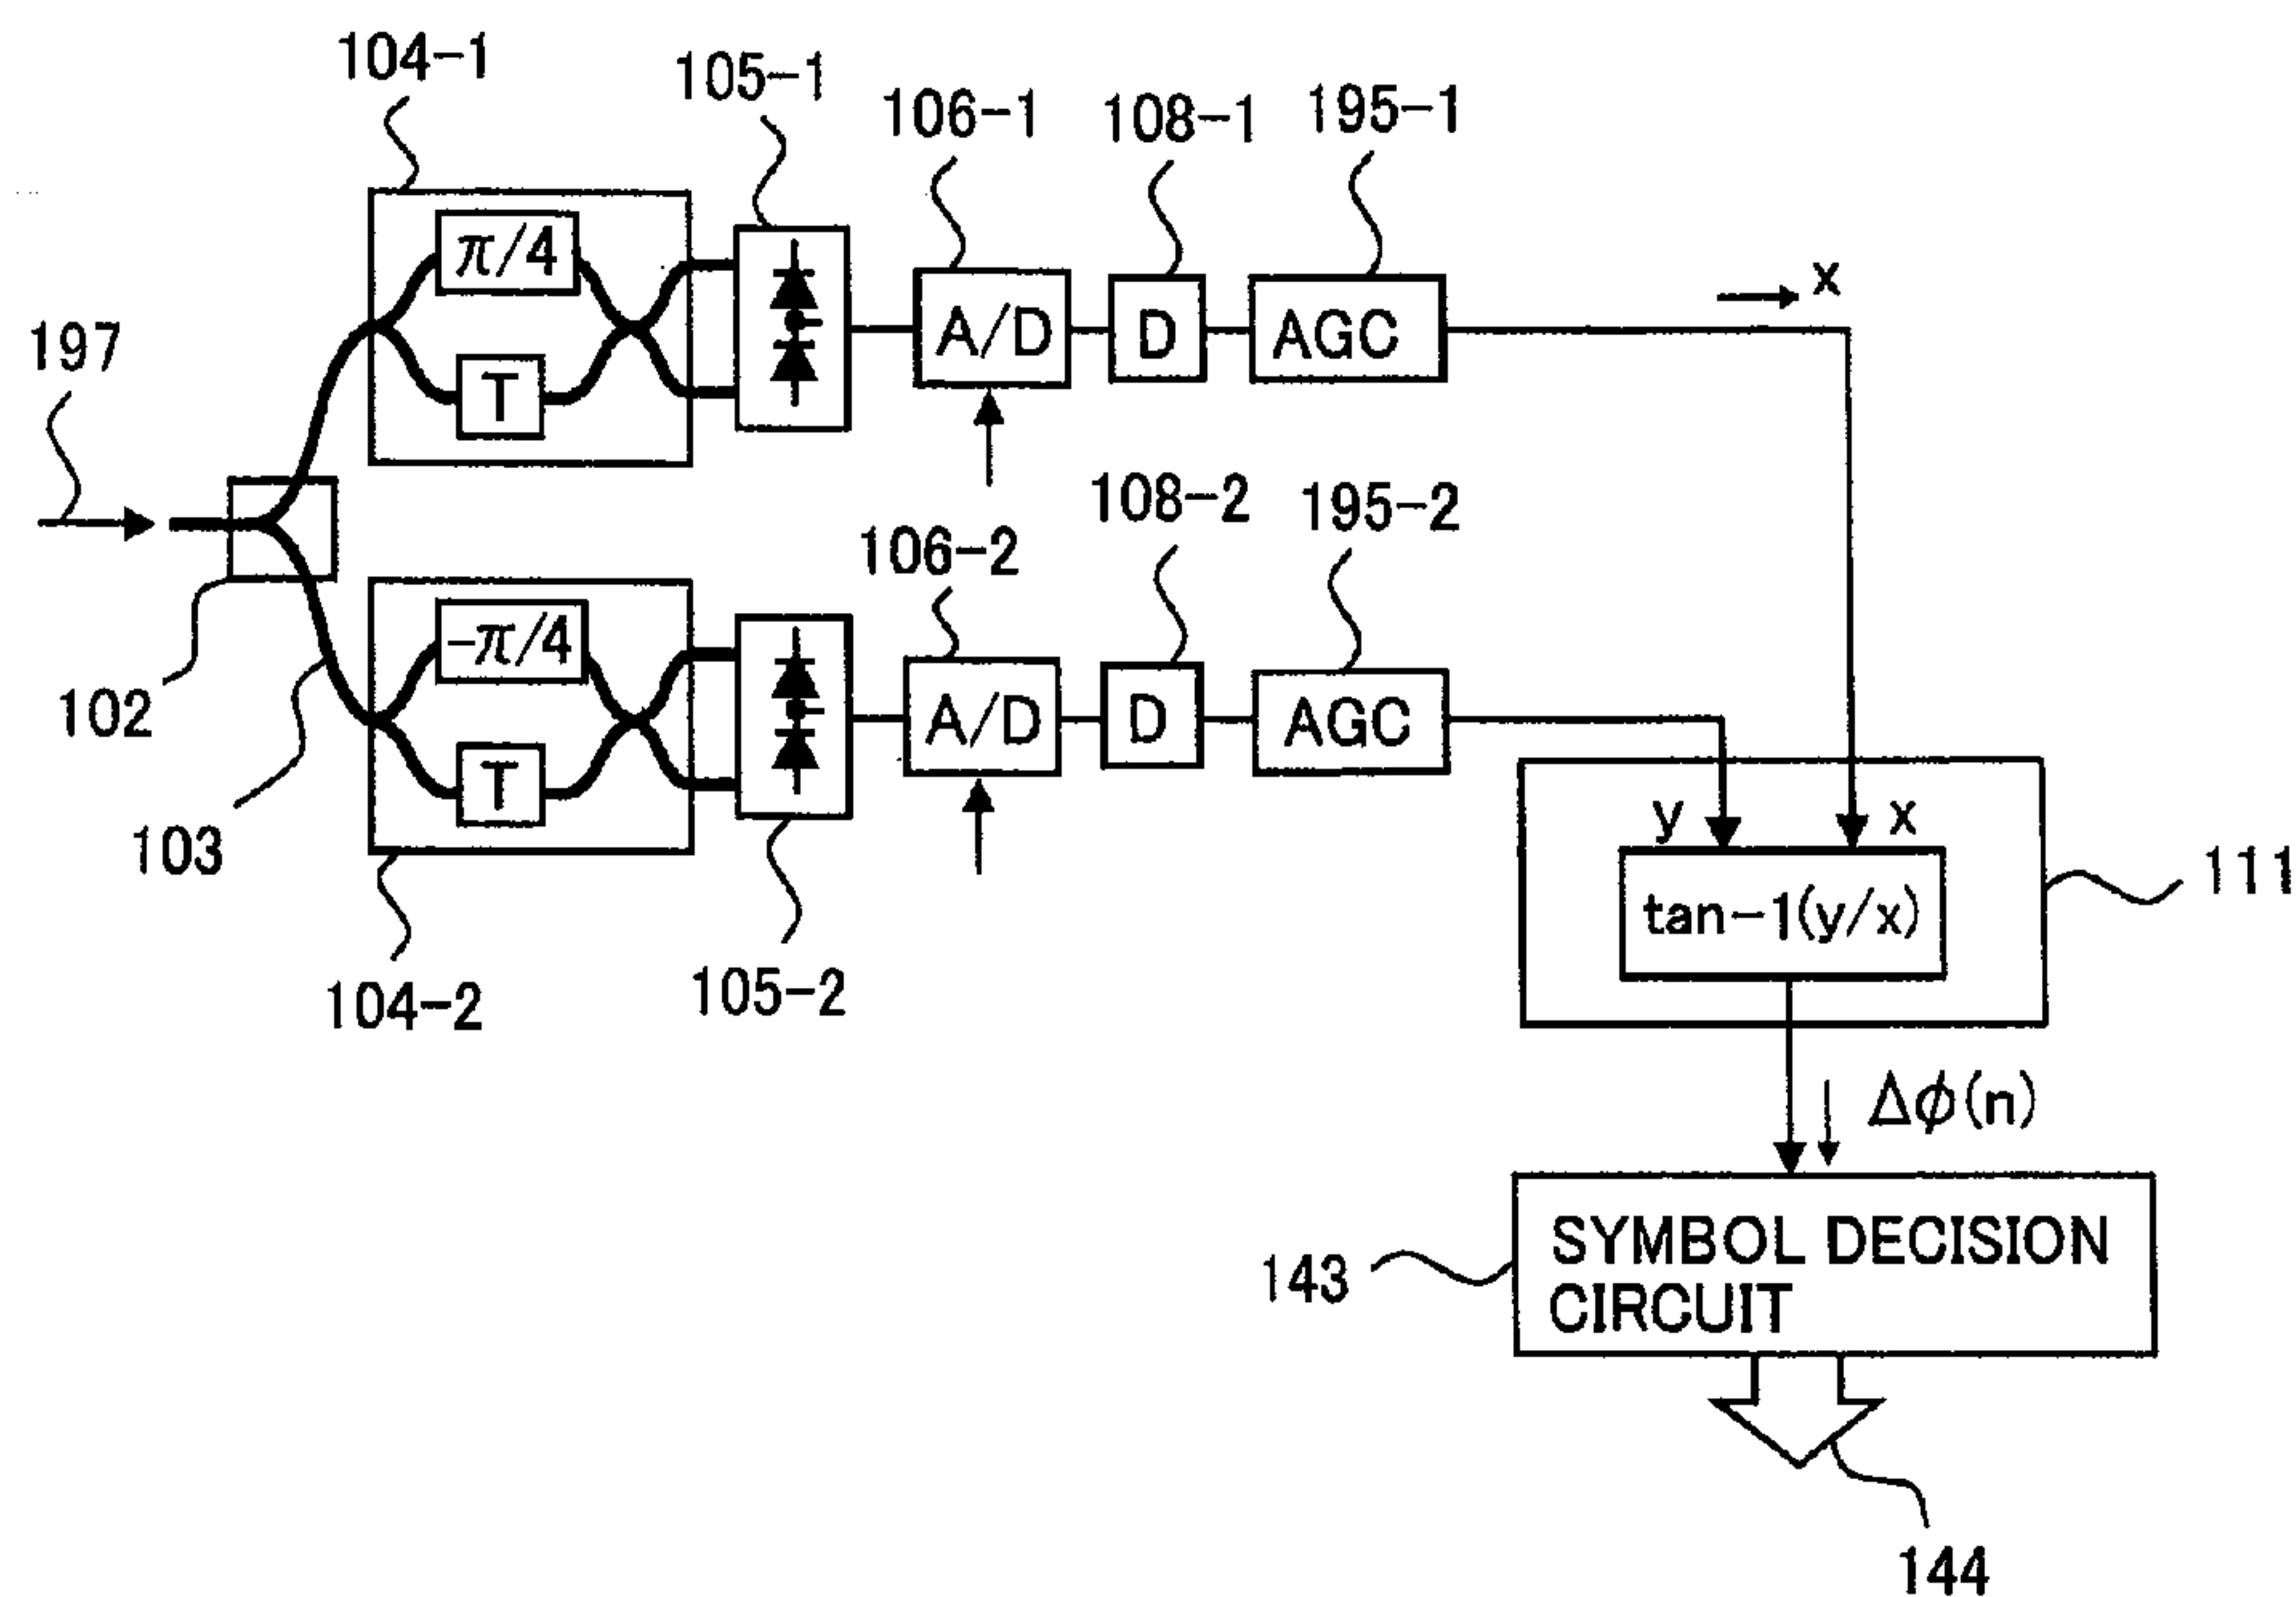 104-1
105-1
106-1
108-1
195-1
π/4
T
A/D
D
AGC
x
197
102
103
-π/4
T
106-2
108-2
195-2
A/D
D
AGC
104-2
105-2
y
x
tan-1(y/x)
111
Δϕ(n)
SYMBOL DECISION
CIRCUIT
143
144